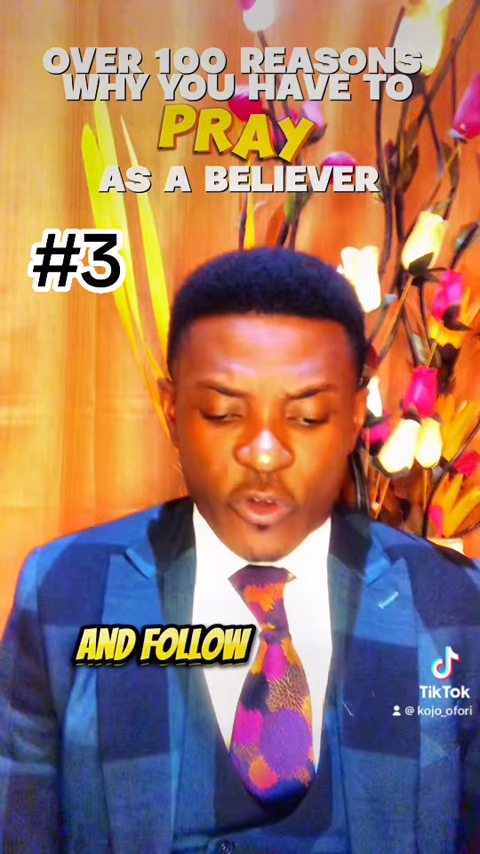 OVER 100 REASONS
WHY YOU HAVE TO
PRAY
AS A BELIEVER
#3
AND FOLLOW
TikTok
@kojo_ofori